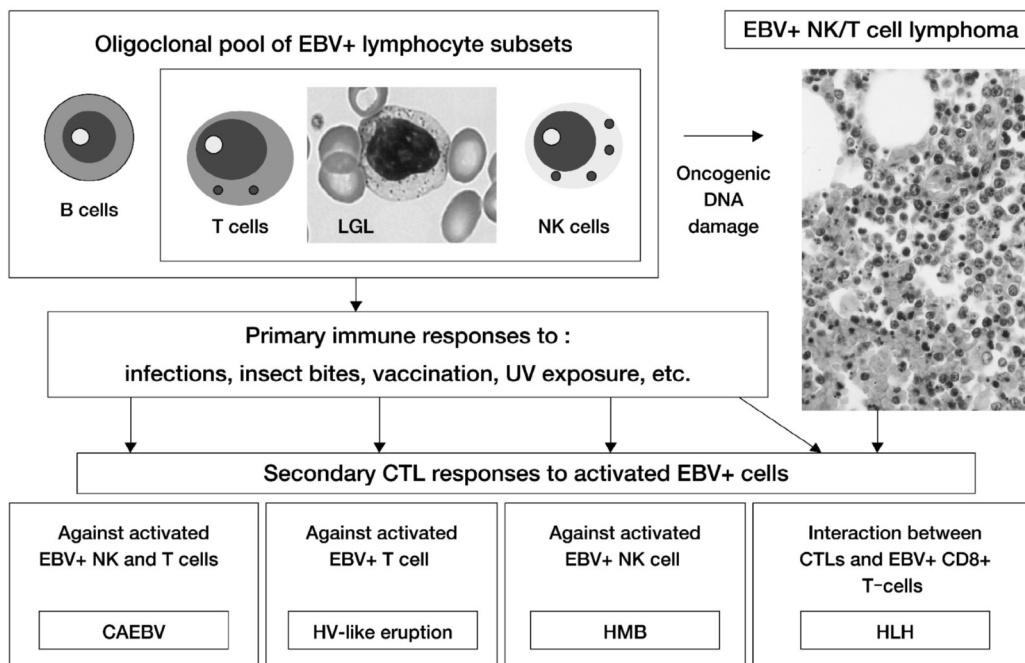 Oligoclonal pool of EBV+ lymphocyte subsets
B cells
T cells
LGL
NK cells
Oncogenic
DNA
damage
EBV+ NK/T cell lymphoma
Primary immune responses to :
infections, insect bites, vaccination, UV exposure, etc.
Secondary CTL responses to activated EBV+ cells
Against activated
EBV+ NK and T cells
CAEBV
Against activated
EBV+ T cell
HV-like eruption
Against activated
EBV+ NK cell
HMB
Interaction between
CTLs and EBV+ CD8+
T-cells
HLH